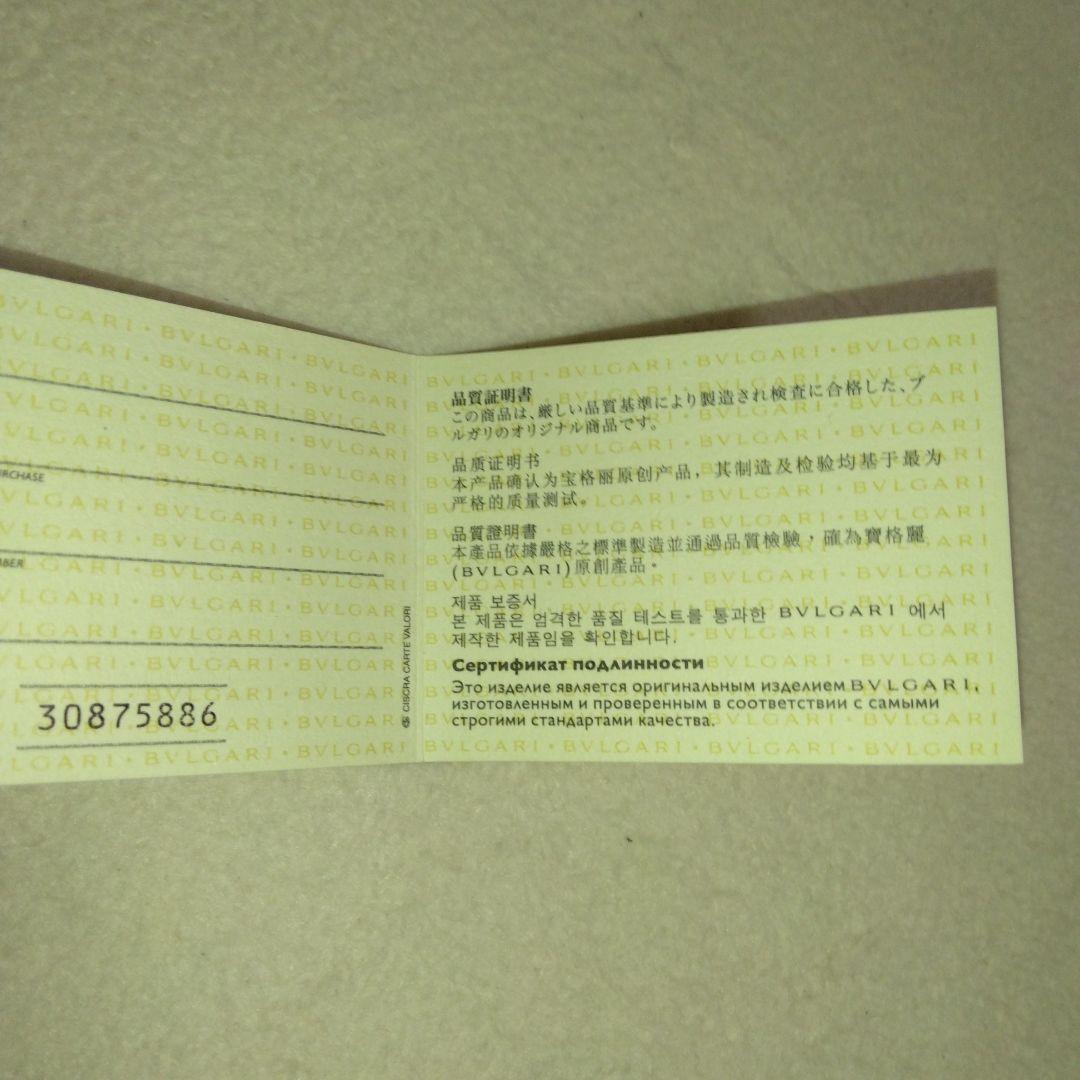 URCHASE
MBER
30875886
CISCRA CARTE VALORI
品質証明書
この商品は、厳しい品質基準により製造され検査に合格した、ブ
ルガリのオリジナル商品です。
品质证明书
本产品确认为宝格丽原创产品，其制造及检验均基于最为
严格的质量测试。
品質證明書
本產品依據嚴格之標準製造並通過品質檢驗，確為寶格麗
(BVLGARI)原創產品。
제품 보증서
본 제품은 엄격한 품질 테스트를 통과한 BVLGARI 에서
제작한 제품임을 확인합니다.
Сертификат подлинности
Это изделие является оригинальным изделием BVLGARI,
изготовленным и проверенным в соответствии с самыми
строгими стандартами качества.